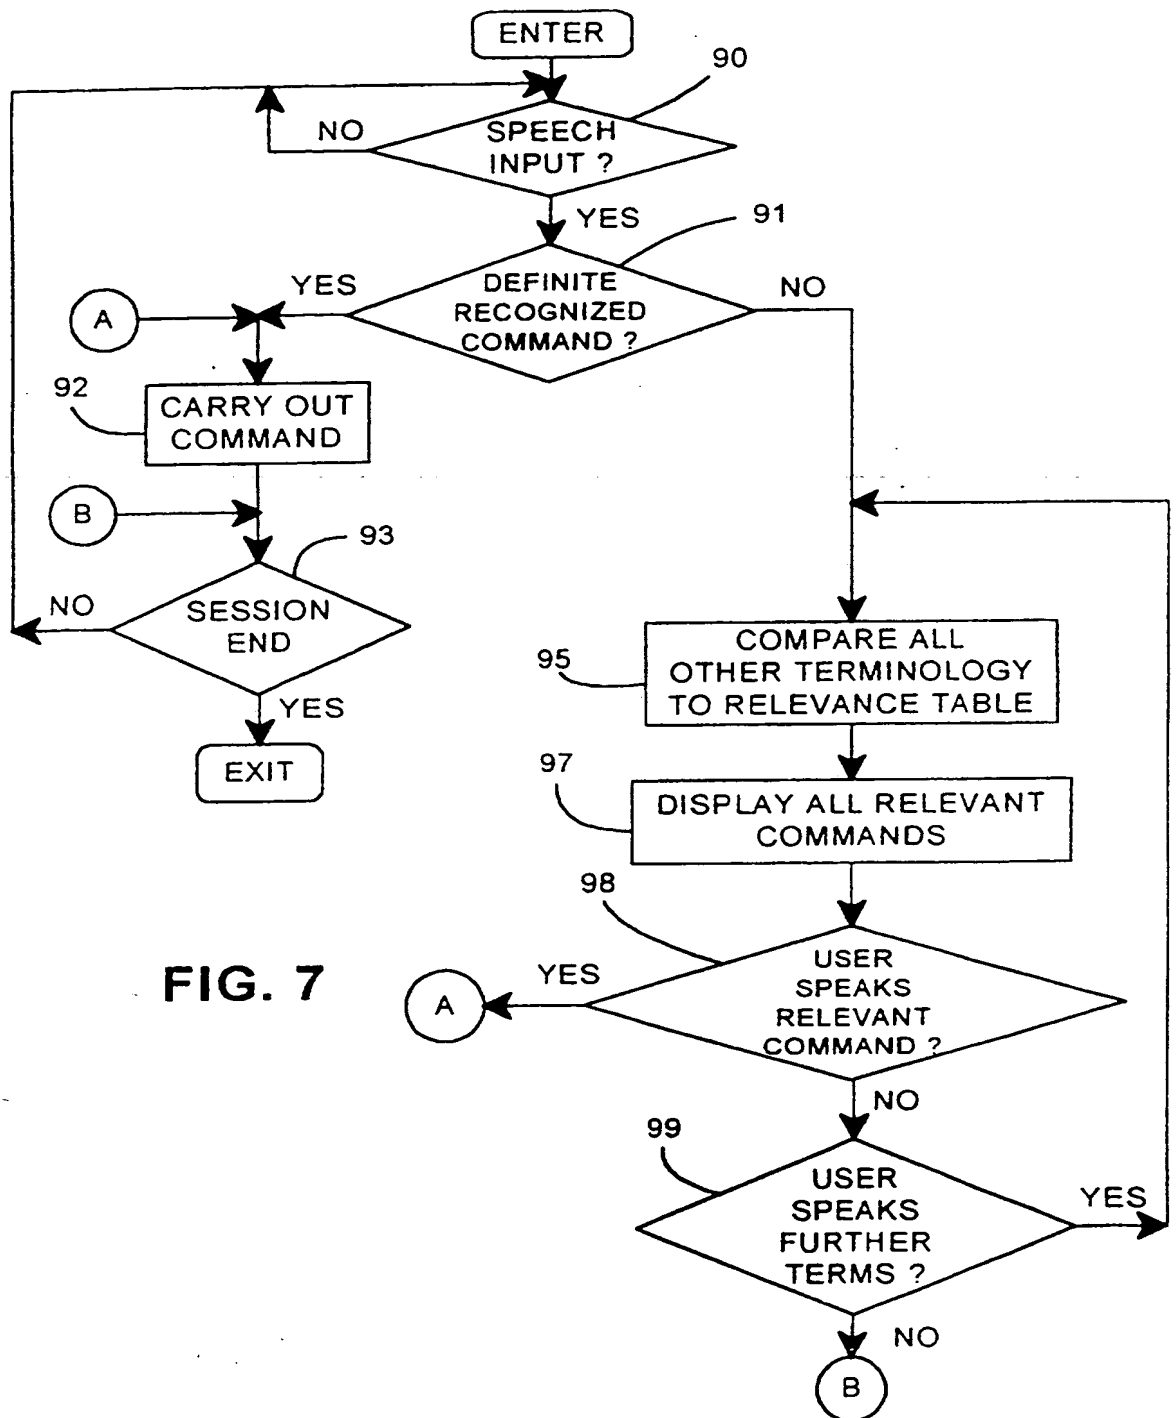 ENTER
90
SPEECH
INPUT ?
NO
YES
91
DEFINITE
RECOGNIZED
COMMAND ?
YES
NO
A
92
CARRY OUT
COMMAND
B
93
SESSION
END
NO
YES
EXIT
95
COMPARE ALL
OTHER TERMINOLOGY
TO RELEVANCE TABLE
97
DISPLAY ALL RELEVANT
COMMANDS
98
USER
SPEAKS
RELEVANT
COMMAND ?
YES
A
NO
FIG. 7
99
USER
SPEAKS
FURTHER
TERMS ?
YES
NO
B